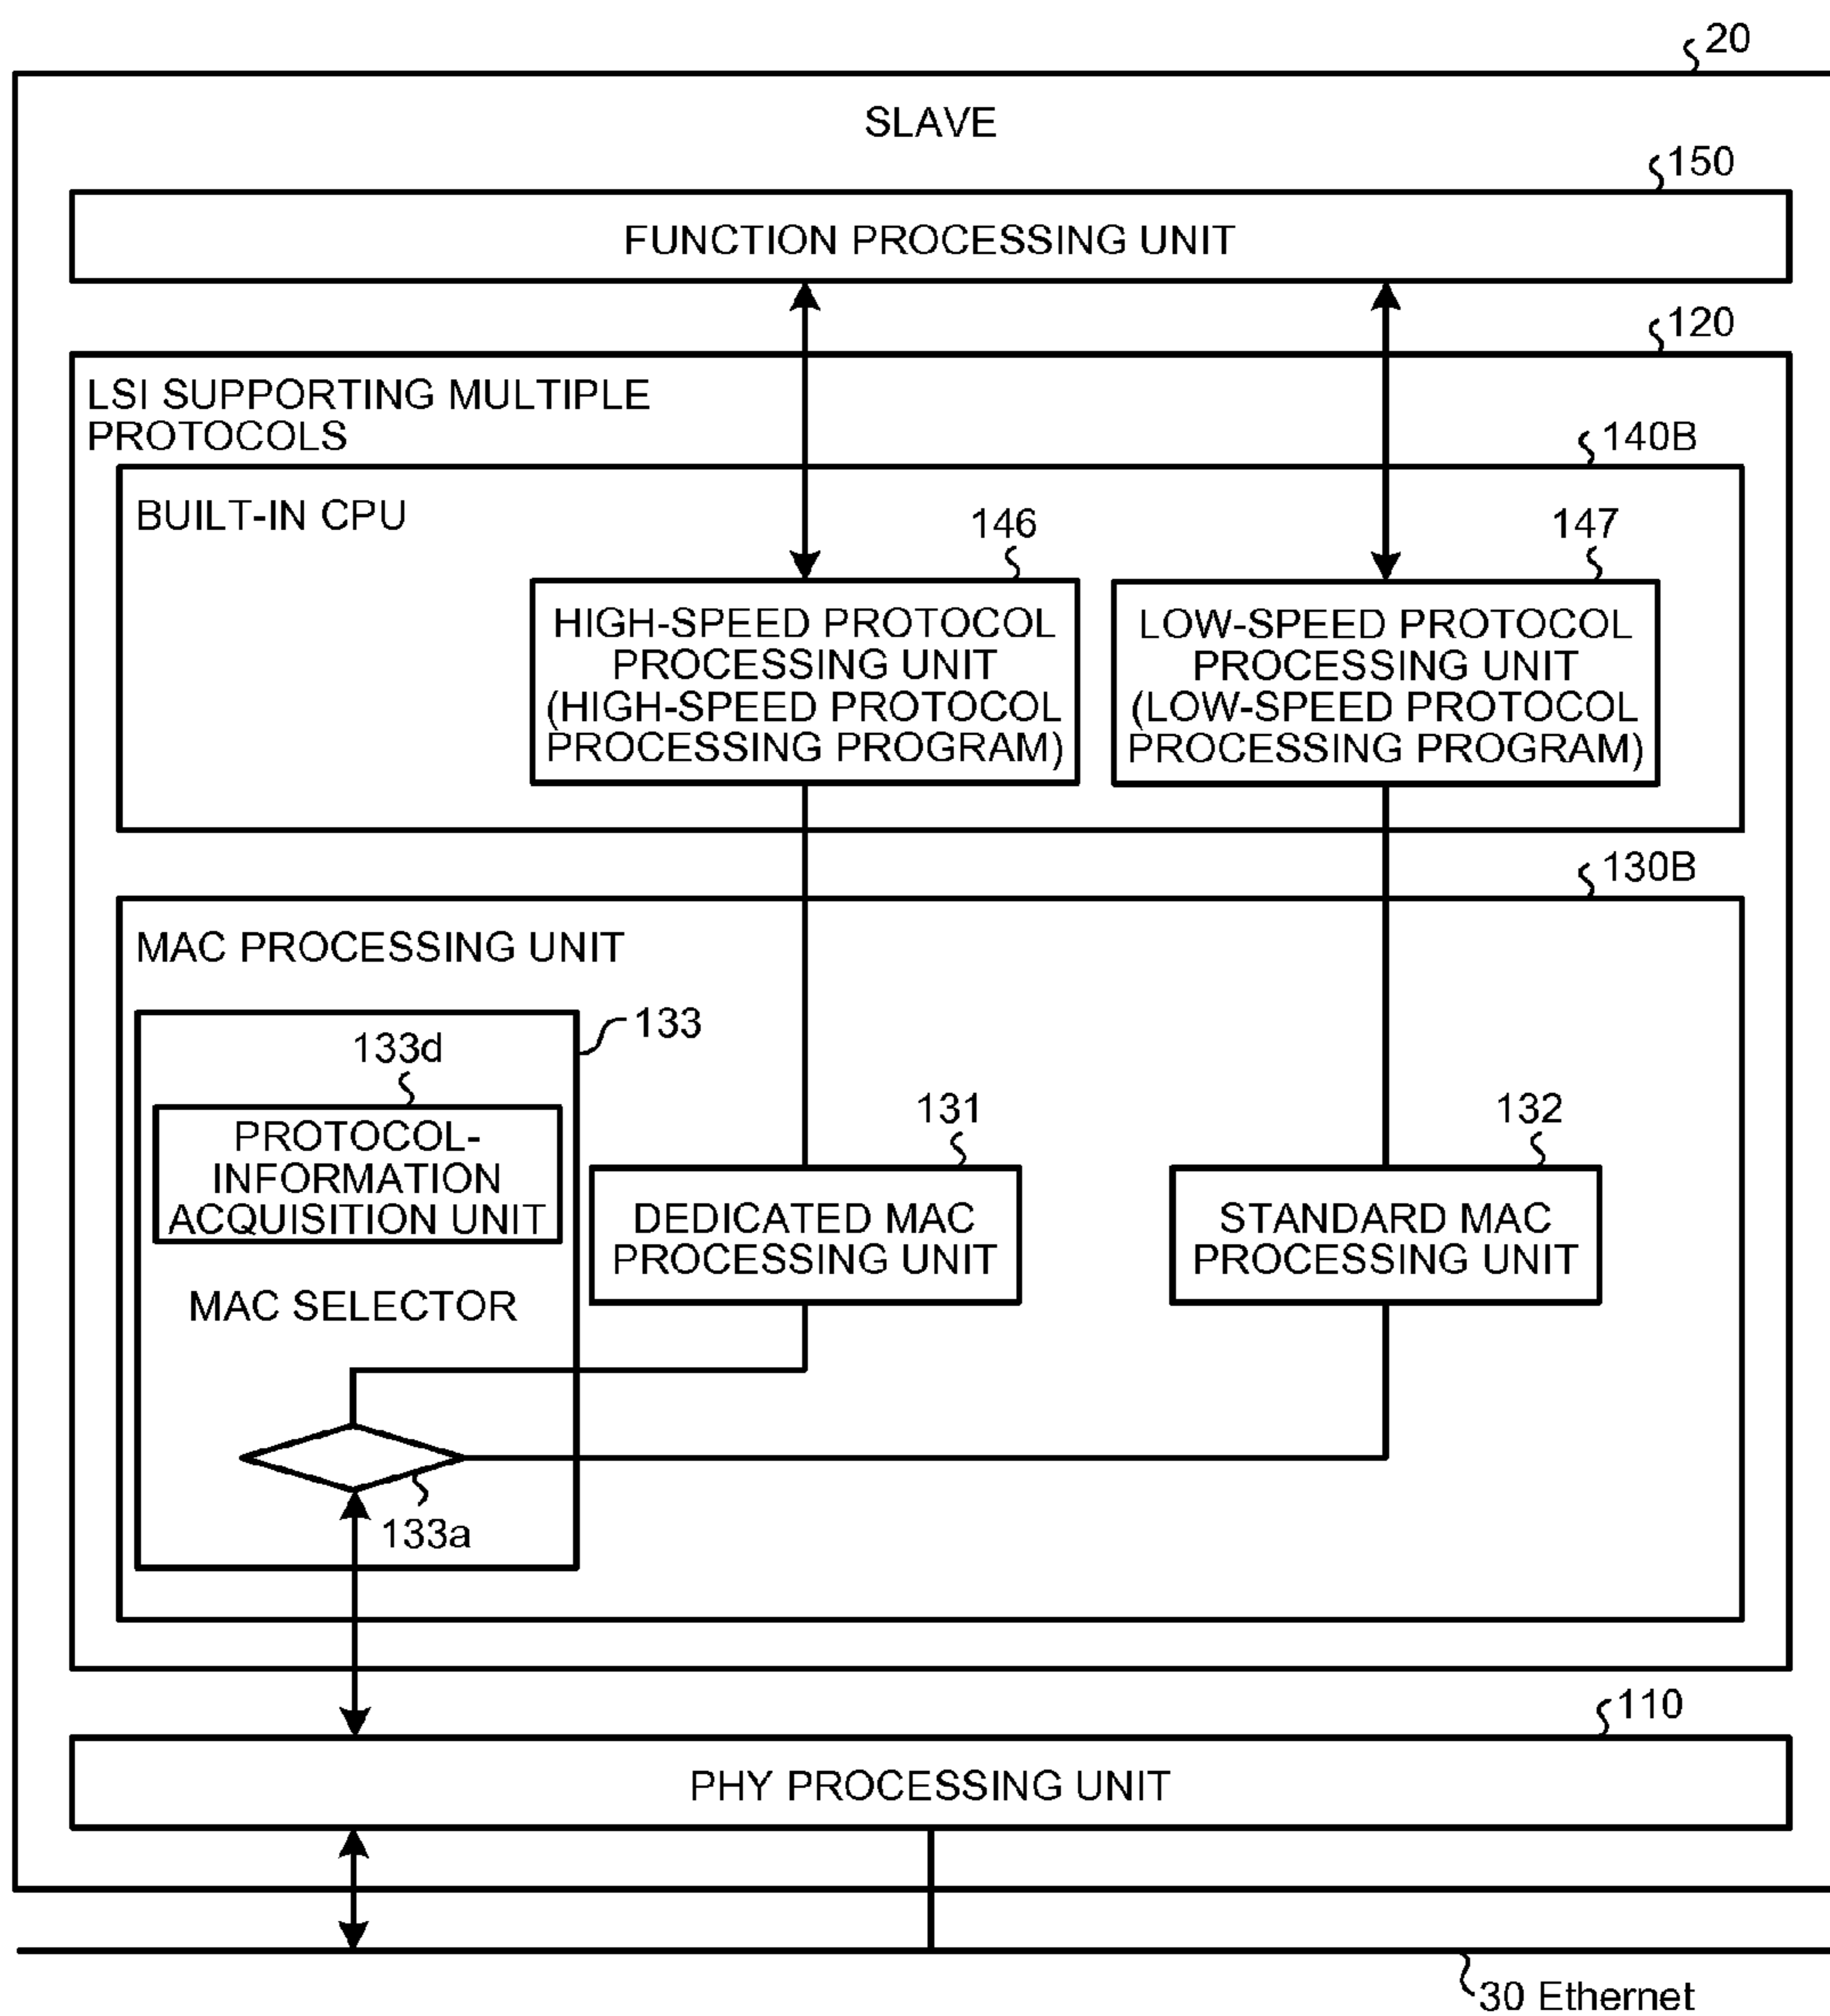 20
SLAVE
150
FUNCTION PROCESSING UNIT
120
LSI SUPPORTING MULTIPLE
PROTOCOLS
140B
BUILT-IN CPU
146
147
HIGH-SPEED PROTOCOL
PROCESSING UNIT
(HIGH-SPEED PROTOCOL
PROCESSING PROGRAM)
LOW-SPEED PROTOCOL
PROCESSING UNIT
(LOW-SPEED PROTOCOL
PROCESSING PROGRAM)
130B
MAC PROCESSING UNIT
133
133d
PROTOCOL-
INFORMATION
ACQUISITION UNIT
MAC SELECTOR
133a
131
DEDICATED MAC
PROCESSING UNIT
132
STANDARD MAC
PROCESSING UNIT
110
PHY PROCESSING UNIT
30 Ethernet